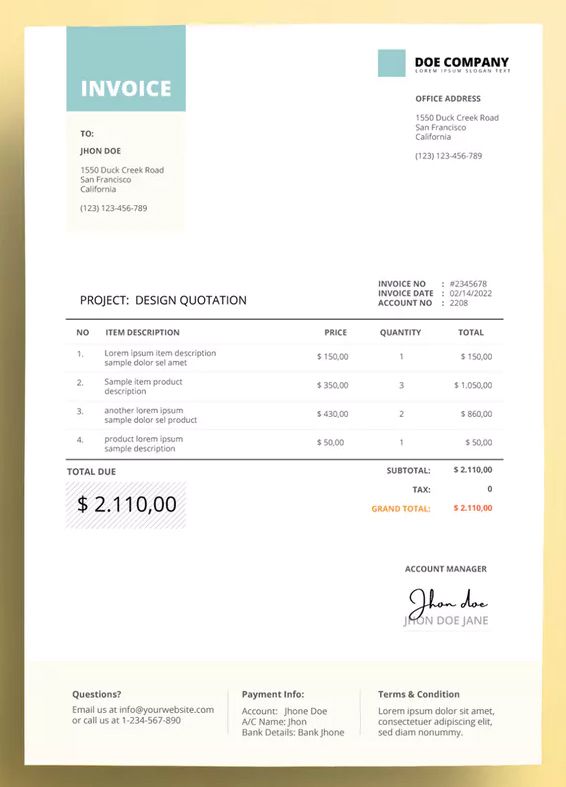 INVOICE
DOE COMPANY
LOREM IPSUM SLOGAN TEXT
OFFICE ADDRESS
1550 Duck Creek Road
San Francisco
California
(123) 123-456-789
TO:
JHON DOE
1550 Duck Creek Road
San Francisco
California
(123) 123-456-789
PROJECT: DESIGN QUOTATION
INVOICE NO : #2345678
INVOICE DATE : 02/14/2022
ACCOUNT NO : 2208
NO ITEM DESCRIPTION PRICE QUANTITY TOTAL
1. Lorem ipsum item description $ 150,00 1 $ 150,00
sample dolor sel amet
2. Sample item product $ 350,00 3 $ 1.050,00
description
3. another lorem ipsum $ 430,00 2 $ 860,00
sample dolor sel product
4. product lorem ipsum $ 50,00 1 $ 50,00
sample description
TOTAL DUE
$ 2.110,00
SUBTOTAL: $ 2.110,00
TAX: 0
GRAND TOTAL: $ 2.110,00
ACCOUNT MANAGER
Jhon doe
JHON DOE JANE
Questions?
Email us at info@yourwebsite.com
or call us at 1-234-567-890
Payment Info:
Account: Jhone Doe
A/C Name: Jhon
Bank Details: Bank Jhone
Terms & Condition
Lorem ipsum dolor sit amet,
consectetuer adipiscing elit,
sed diam nonummy.